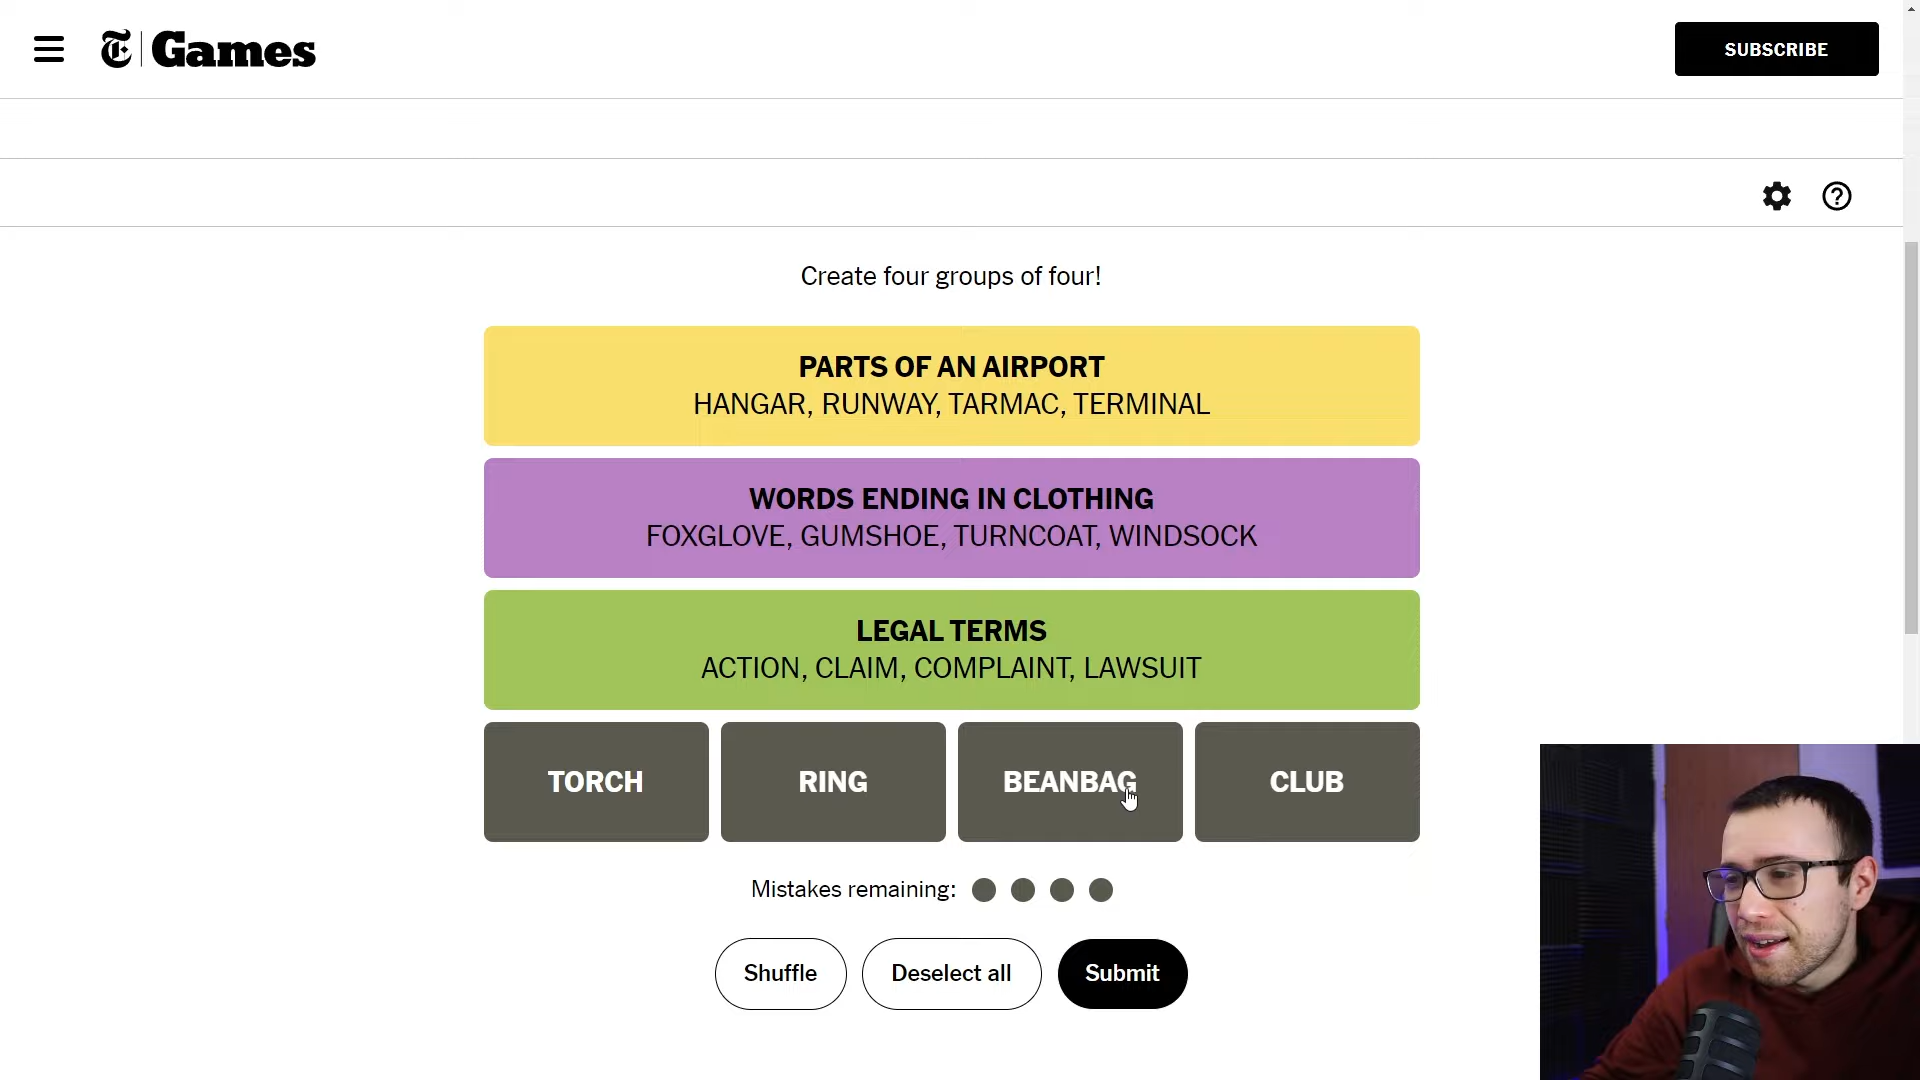 T Games
SUBSCRIBE
Create four groups of four!
PARTS OF AN AIRPORT
HANGAR, RUNWAY, TARMAC, TERMINAL
WORDS ENDING IN CLOTHING
FOXGLOVE, GUMSHOE, TURNCOAT, WINDSOCK
LEGAL TERMS
ACTION, CLAIM, COMPLAINT, LAWSUIT
TORCH RING BEANBAG CLUB
Mistakes remaining:
Shuffle Deselect all Submit